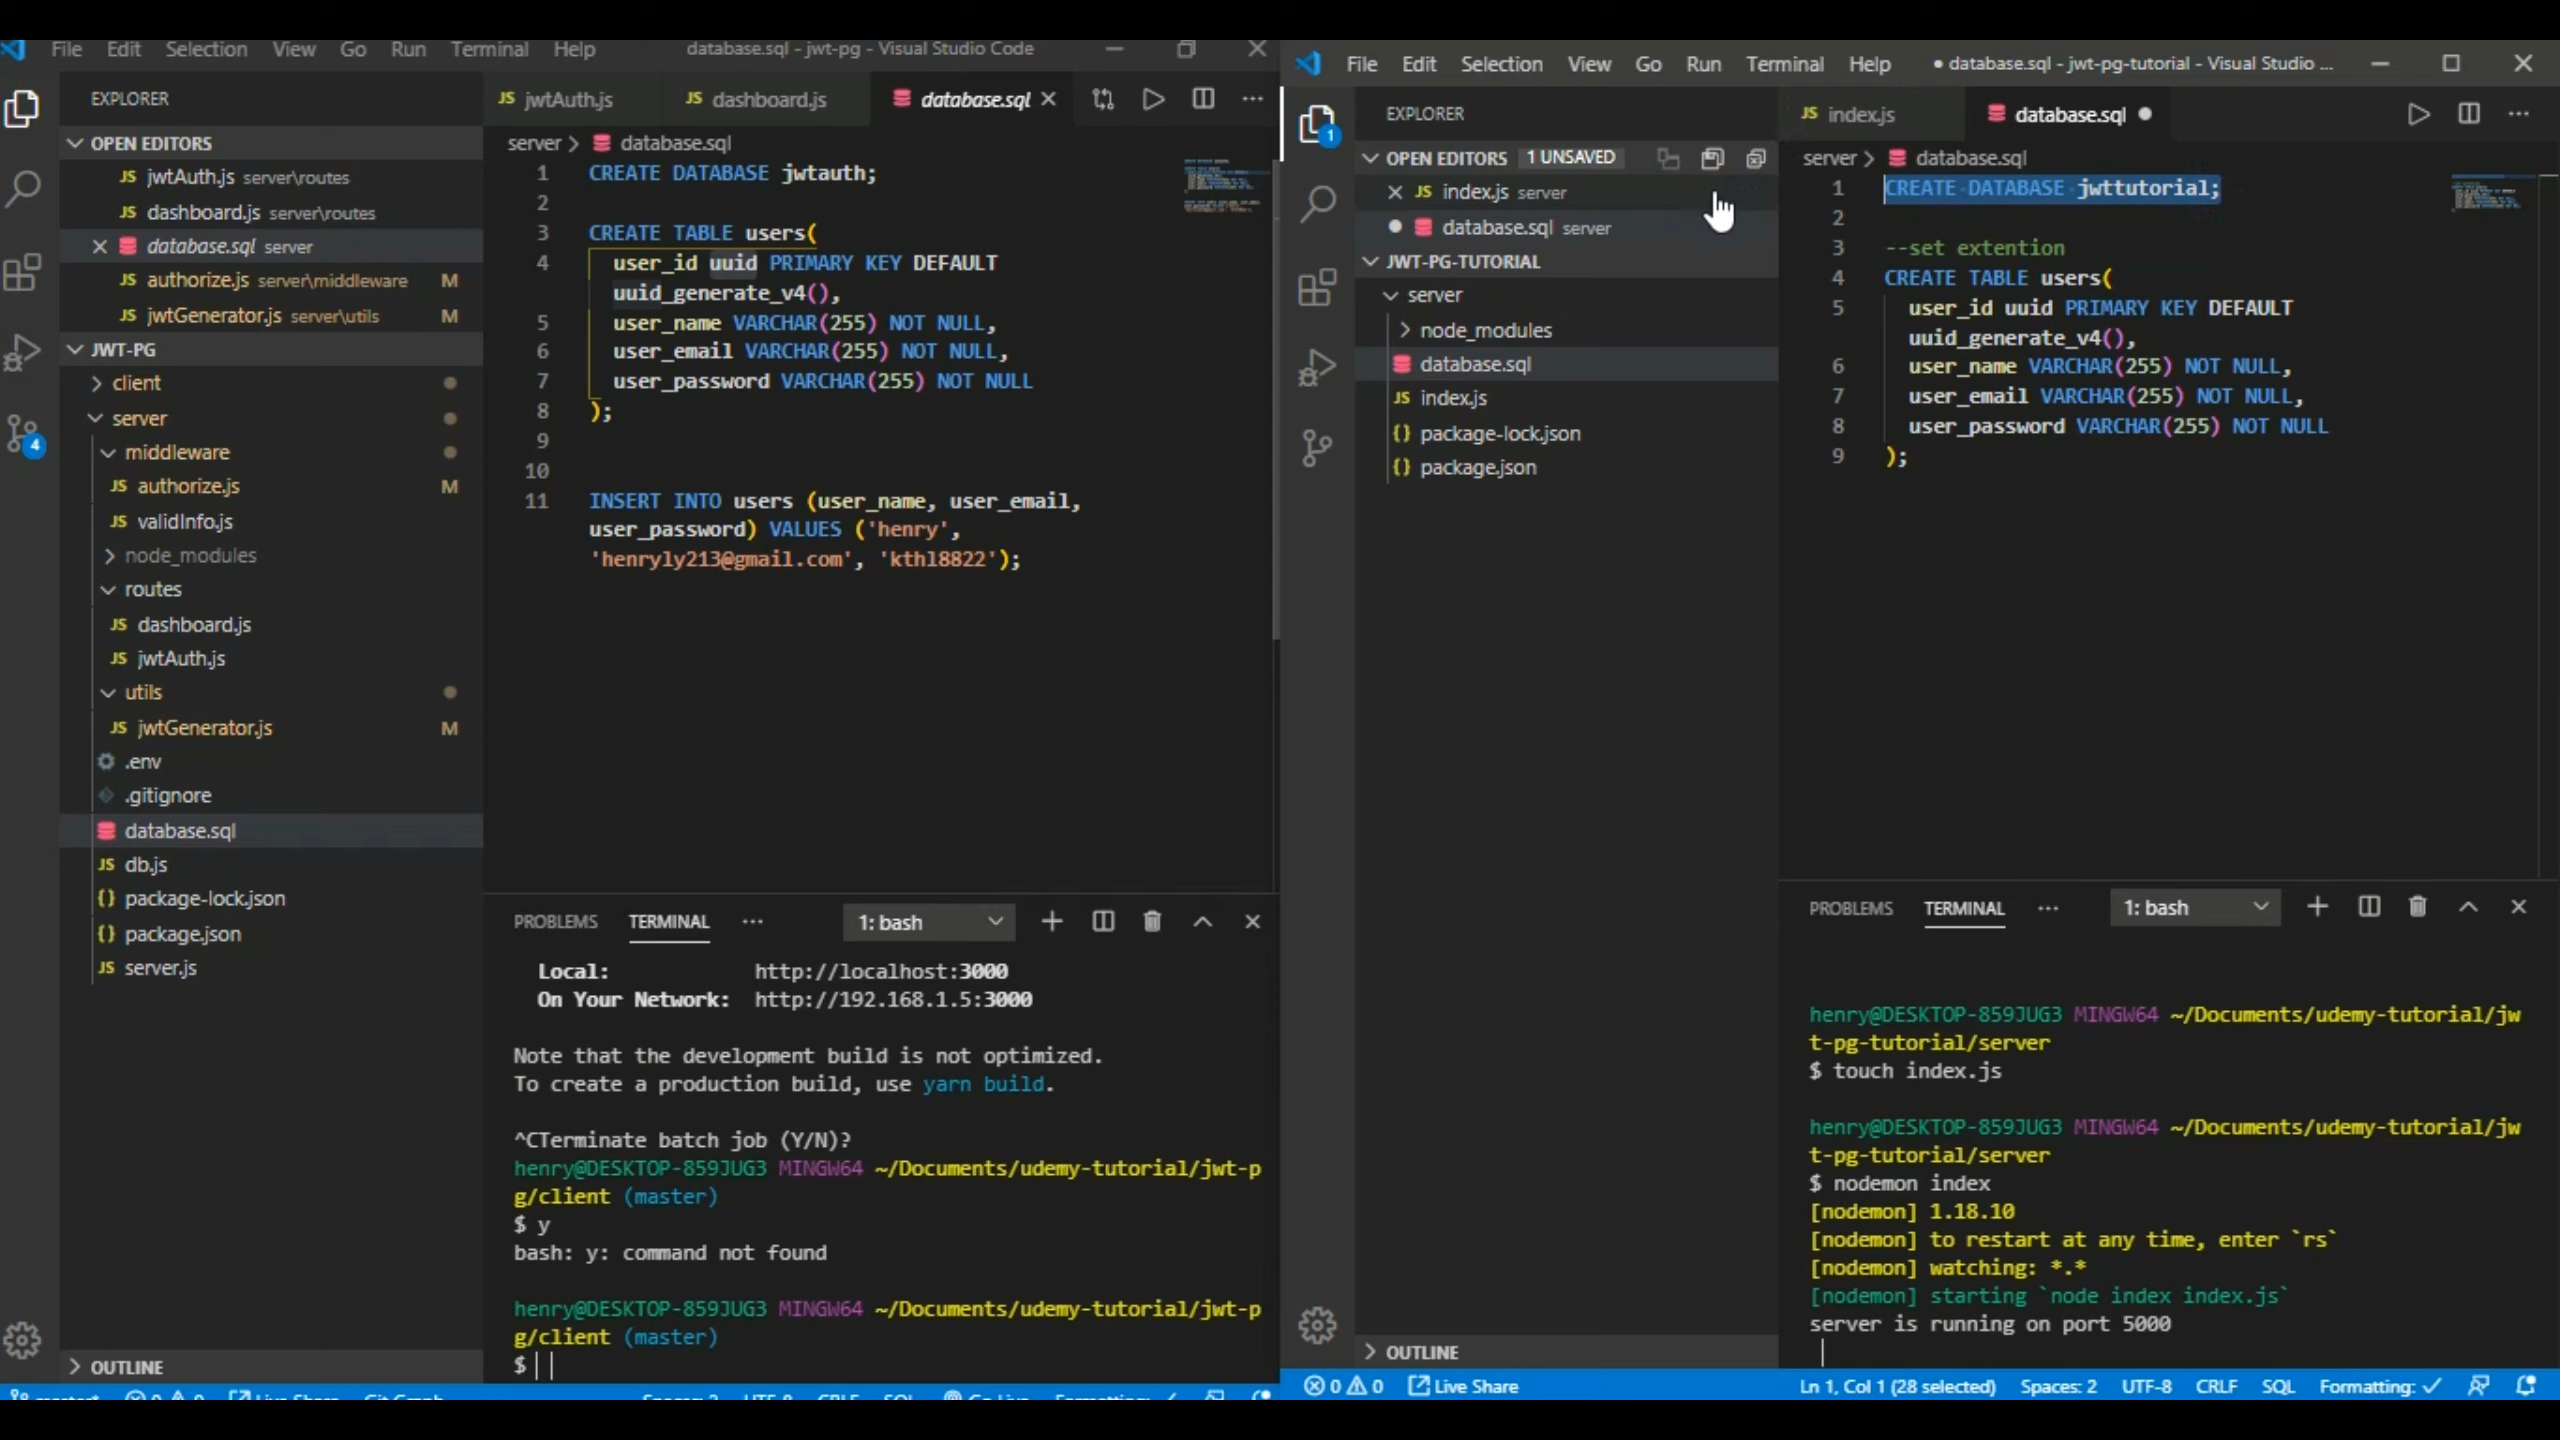 File Edit Selection View Go Run Terminal Help database.sql - jwt-pg - Visual Studio Code
EXPLORER
OPEN EDITORS
jwtAuth.js server\routes
dashboard.js server\routes
database.sql server
authorize.js server\middleware M
jwtGenerator.js server\utils M
JWT-PG
client
server
middleware
authorize.js M
validInfo.js
node_modules
routes
dashboard.js
jwtAuth.js
utils
jwtGenerator.js M
.env
.gitignore
database.sql
db.js
package-lock.json
package.json
server.js
OUTLINE
4
jwtAuth.js dashboard.js database.sql
server > database.sql
1 CREATE DATABASE jwtauth;
2
3 CREATE TABLE users(
4 user_id uuid PRIMARY KEY DEFAULT
uuid_generate_v4(),
5 user_name VARCHAR(255) NOT NULL,
6 user_email VARCHAR(255) NOT NULL,
7 user_password VARCHAR(255) NOT NULL
8 );
9
10
11 INSERT INTO users (user_name, user_email,
user_password) VALUES ('henry',
'henryly213@gmail.com', 'kthl8822');
PROBLEMS TERMINAL ... 1: bash
Local: http://localhost:3000
On Your Network: http://192.168.1.5:3000
Note that the development build is not optimized.
To create a production build, use yarn build.
^CTerminate batch job (Y/N)?
henry@DESKTOP-859JUG3 MINGW64 ~/Documents/udemy-tutorial/jwt-p
g/client (master)
$ y
bash: y: command not found
henry@DESKTOP-859JUG3 MINGW64 ~/Documents/udemy-tutorial/jwt-p
g/client (master)
$
File Edit Selection View Go Run Terminal Help ● database.sql - jwt-pg-tutorial - Visual Studio ...
EXPLORER
1
OPEN EDITORS 1 UNSAVED
index.js server
database.sql server
JWT-PG-TUTORIAL
server
node_modules
database.sql
index.js
package-lock.json
package.json
OUTLINE
index.js database.sql
server > database.sql
1 CREATE DATABASE jwttutorial;
2
3 --set extention
4 CREATE TABLE users(
5 user_id uuid PRIMARY KEY DEFAULT
uuid_generate_v4(),
6 user_name VARCHAR(255) NOT NULL,
7 user_email VARCHAR(255) NOT NULL,
8 user_password VARCHAR(255) NOT NULL
9 );
PROBLEMS TERMINAL ... 1: bash
henry@DESKTOP-859JUG3 MINGW64 ~/Documents/udemy-tutorial/jw
t-pg-tutorial/server
$ touch index.js
henry@DESKTOP-859JUG3 MINGW64 ~/Documents/udemy-tutorial/jw
t-pg-tutorial/server
$ nodemon index
[nodemon] 1.18.10
[nodemon] to restart at any time, enter `rs`
[nodemon] watching: *.*
[nodemon] starting `node index index.js`
server is running on port 5000
0 0 Live Share Ln 1, Col 1 (28 selected) Spaces: 2 UTF-8 CRLF SQL Formatting: ✓